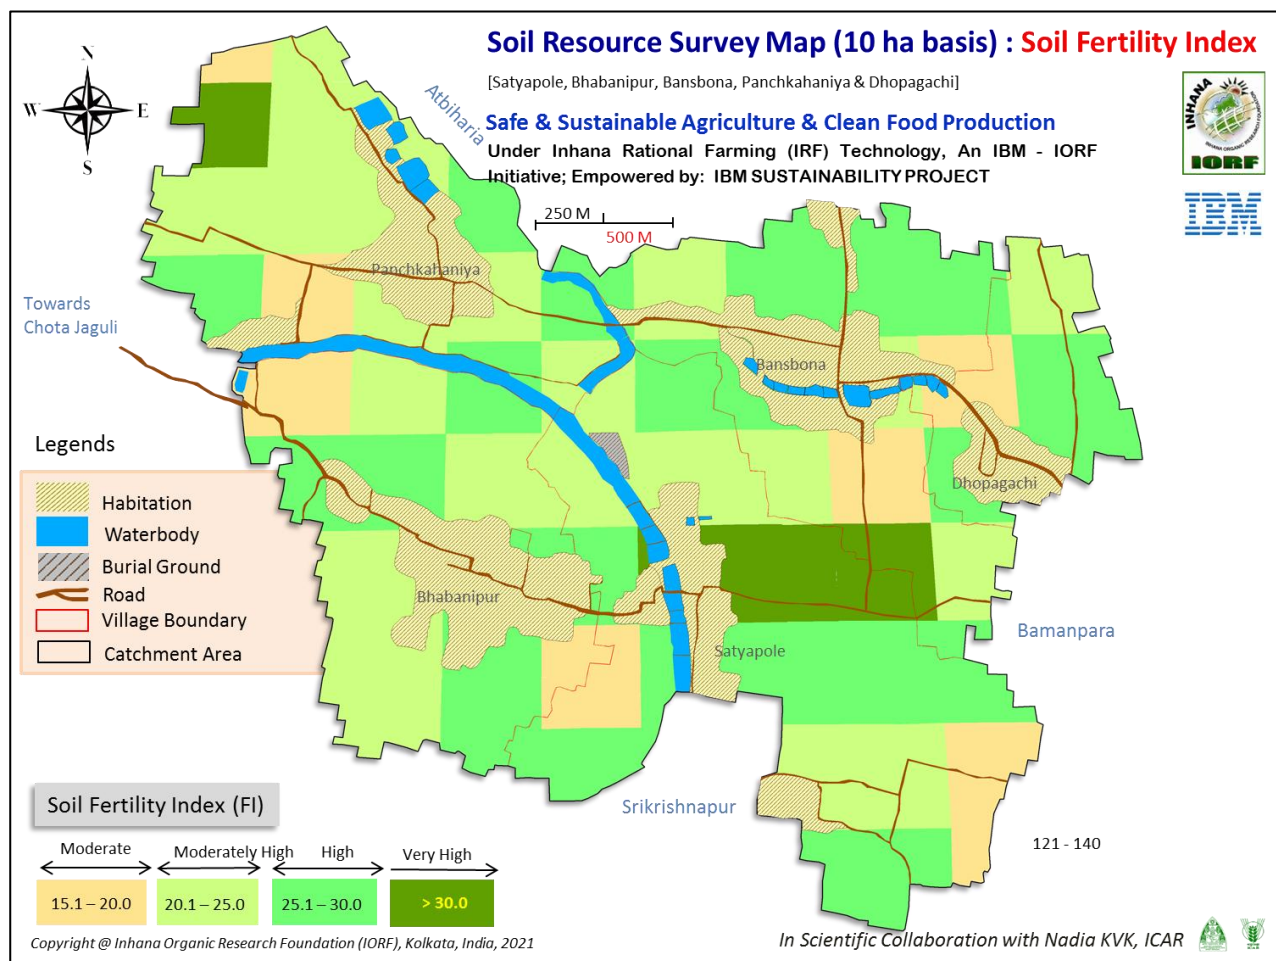 Soil Resource Survey Map (10 ha basis) : Soil Fertility Index
[Satyapole, Bhabanipur, Bansbona, Panchkahaniya & Dhopagachi]
Safe & Sustainable Agriculture & Clean Food Production
Under Inhana Rational Farming (IRF) Technology, An IBM - IORF
Initiative; Empowered by: IBM SUSTAINABILITY PROJECT
INHANA
IORF
IBM
N
W
E
S
Atbiharia
250 M
500 M
Panchkahaniya
Towards
Chota Jaguli
Bansbona
Dhopagachi
Bhabanipur
Satyapole
Bamanpara
Srikrishnapur
121 - 140
Legends
Habitation
Waterbody
Burial Ground
Road
Village Boundary
Catchment Area
Soil Fertility Index (FI)
Moderate
Moderately High
High
Very High
15.1 – 20.0
20.1 – 25.0
25.1 – 30.0
> 30.0
Copyright @ Inhana Organic Research Foundation (IORF), Kolkata, India, 2021
In Scientific Collaboration with Nadia KVK, ICAR